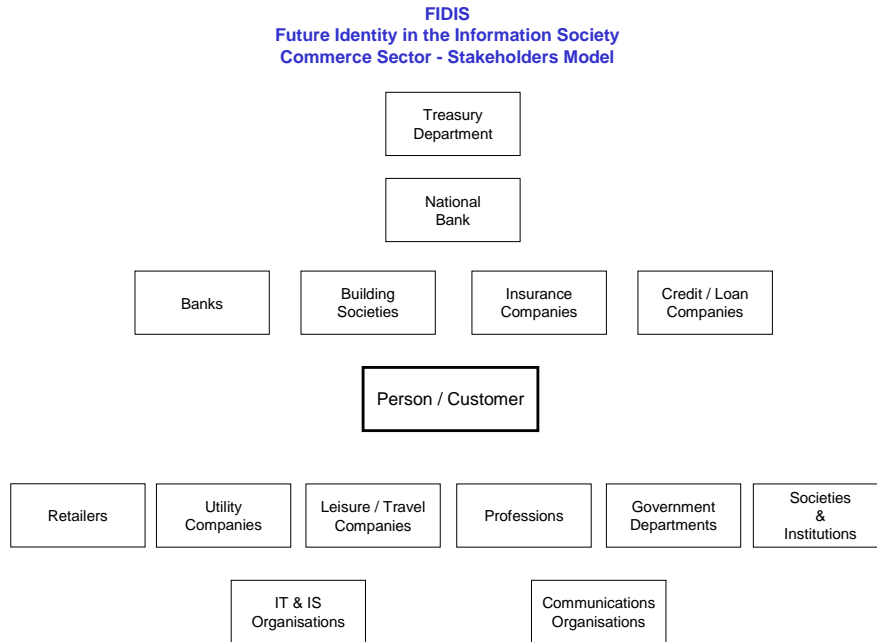 FIDIS
Future Identity in the Information Society
Commerce Sector - Stakeholders Model
Treasury
Department
National
Bank
Banks
Building
Societies
Insurance
Companies
Credit / Loan
Companies
Person / Customer
Retailers
Utility
Companies
Leisure / Travel
Companies
Professions
Government
Departments
Societies
&
Institutions
IT & IS
Organisations
Communications
Organisations